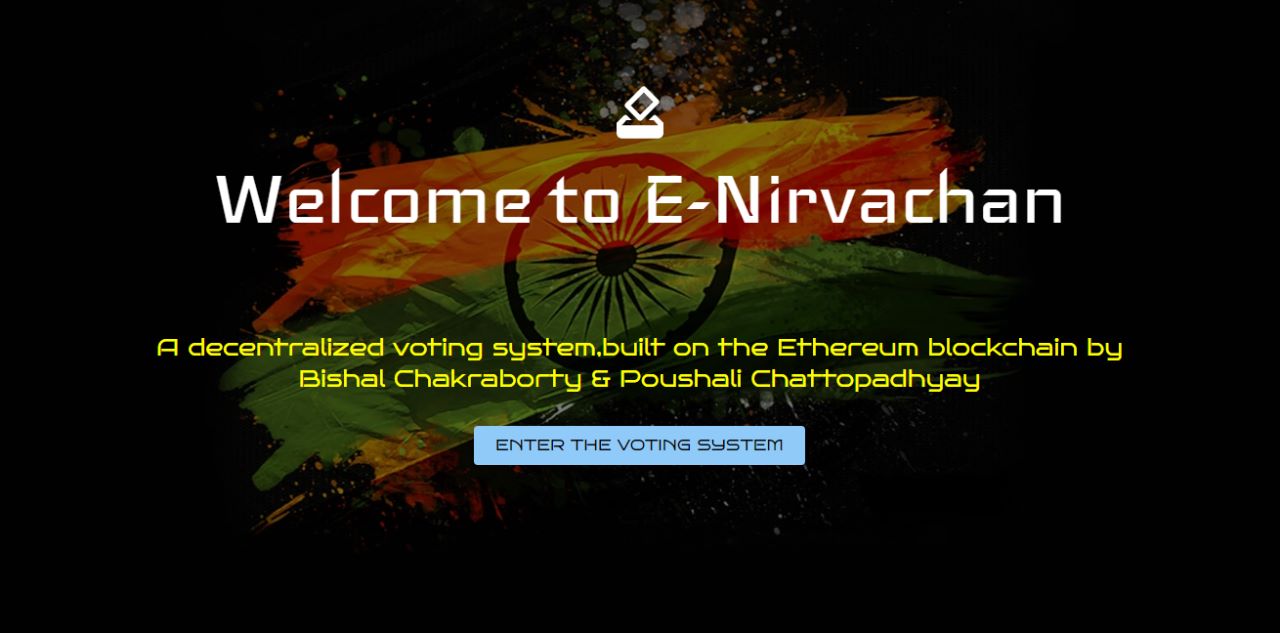 Welcome to E-Nirvachan
A decentralized voting system,built on the Ethereum blockchain by
Bishal Chakraborty & Poushali Chattopadhyay
ENTER THE VOTING SYSTEM